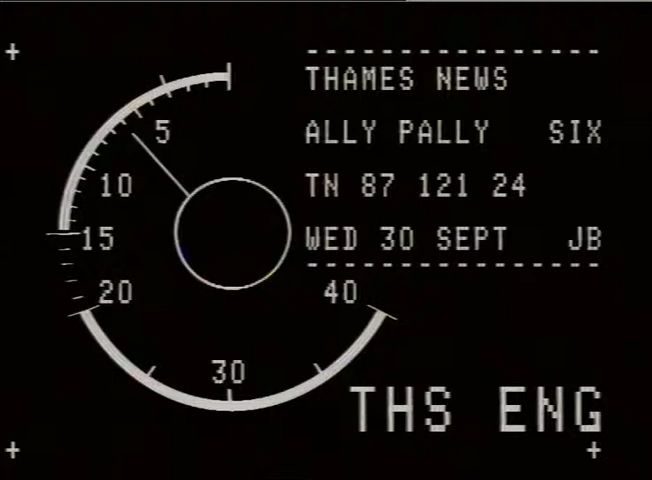 THAMES NEWS
ALLY PALLY SIX
TN 87 121 24
WED 30 SEPT JB
5
10
15
20
30
40
THS ENG